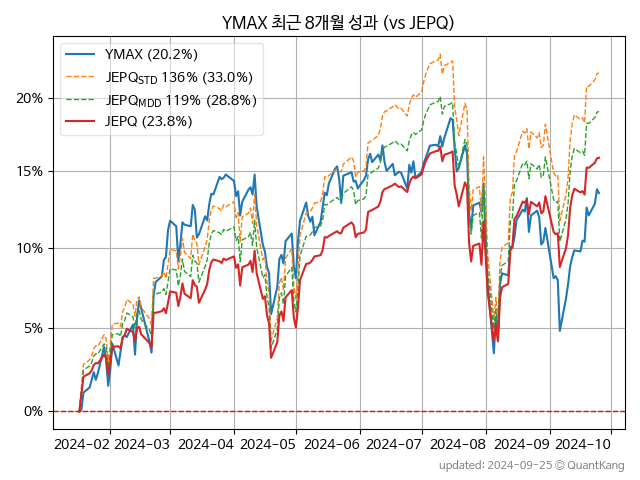 YMAX 최근 8개월 성과 (vs JEPQ)
YMAX (20.2%)
JEPQSTD 136% (33.0%)
JEPQMDD 119% (28.8%)
JEPQ (23.8%)
20%
15%
10%
5%
0%
2024-02 2024-03 2024-04 2024-05 2024-06 2024-07 2024-08 2024-09 2024-10
updated: 2024-09-25 © QuantKang